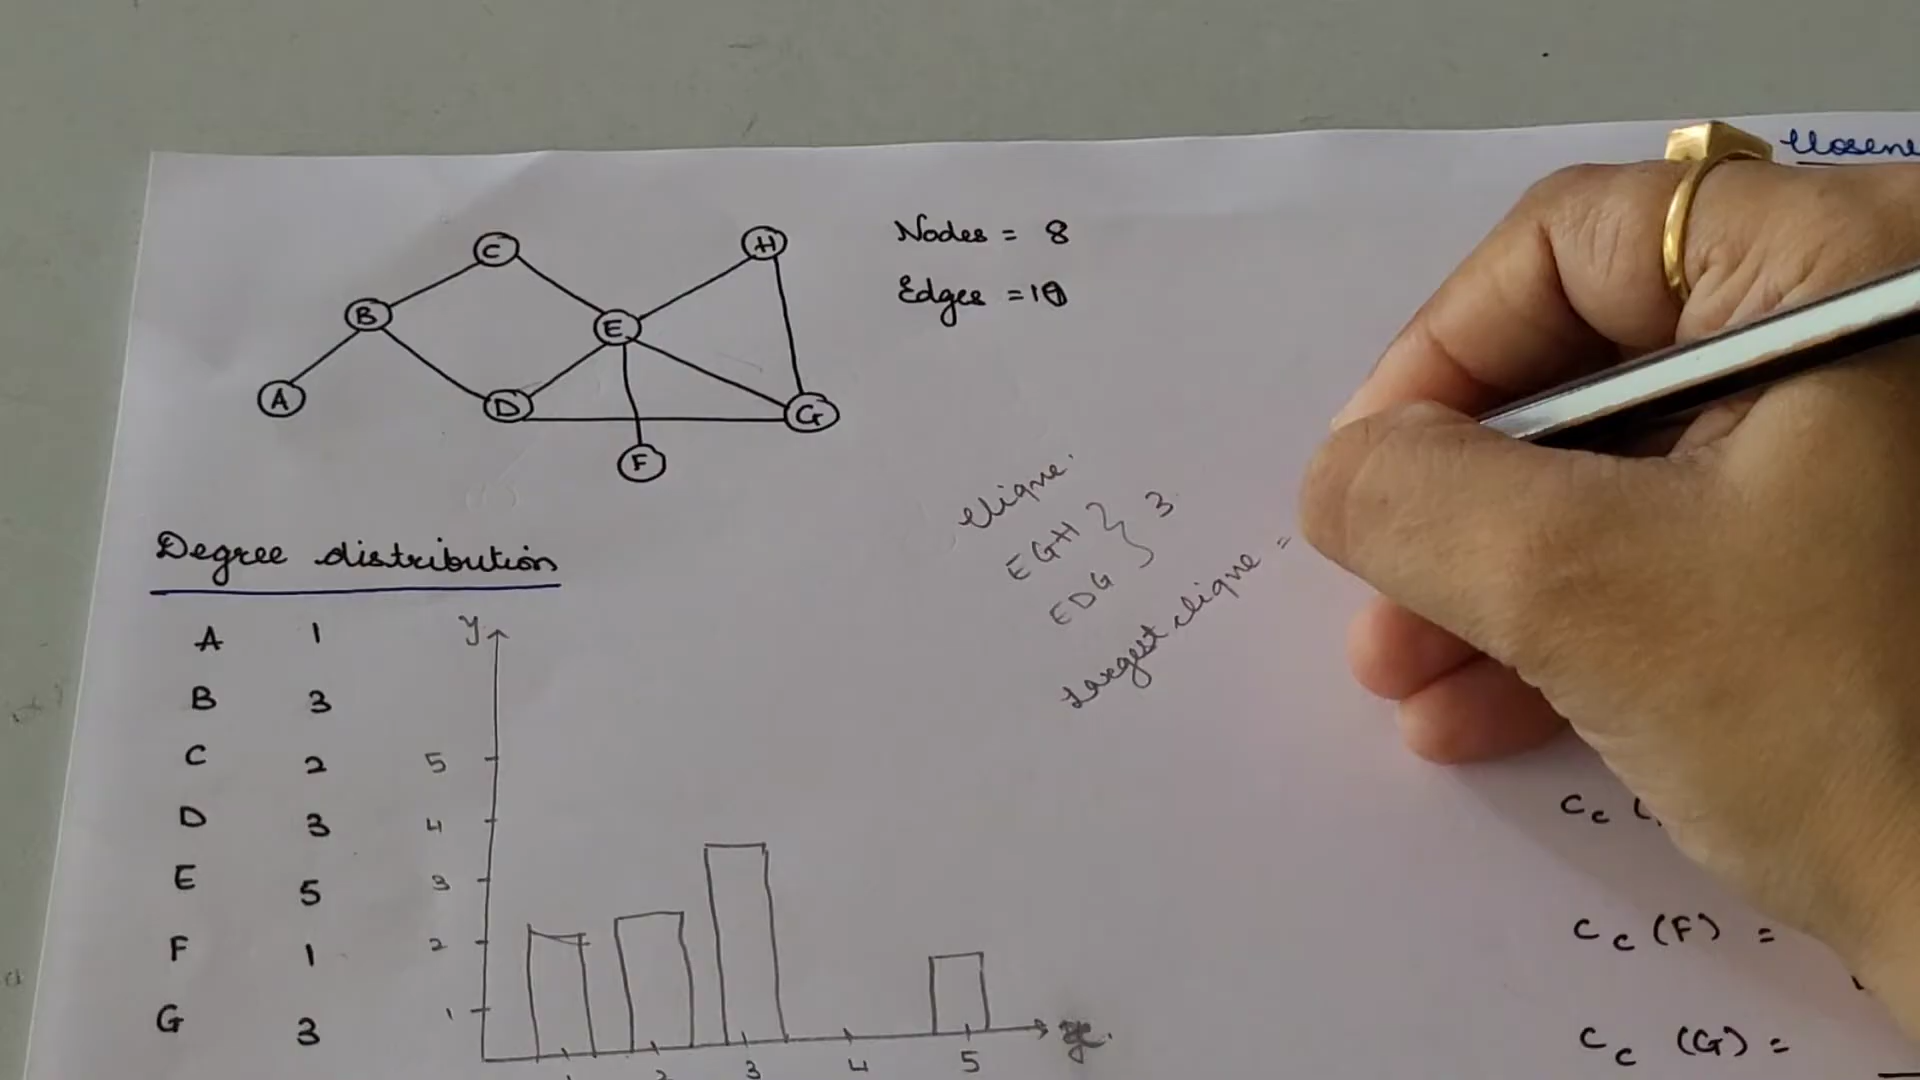 Nodes = 8
Edges = 10
C
H
B
E
A
D
G
F
clique.
EGH } 3
EDG
Largest clique =
Degree distribution
A 1
B 3
C 2
D 3
E 5
F 1
G 3
y
5
4
3
2
1
3 4 5
Cc (
Cc (F) =
Cc (G) =